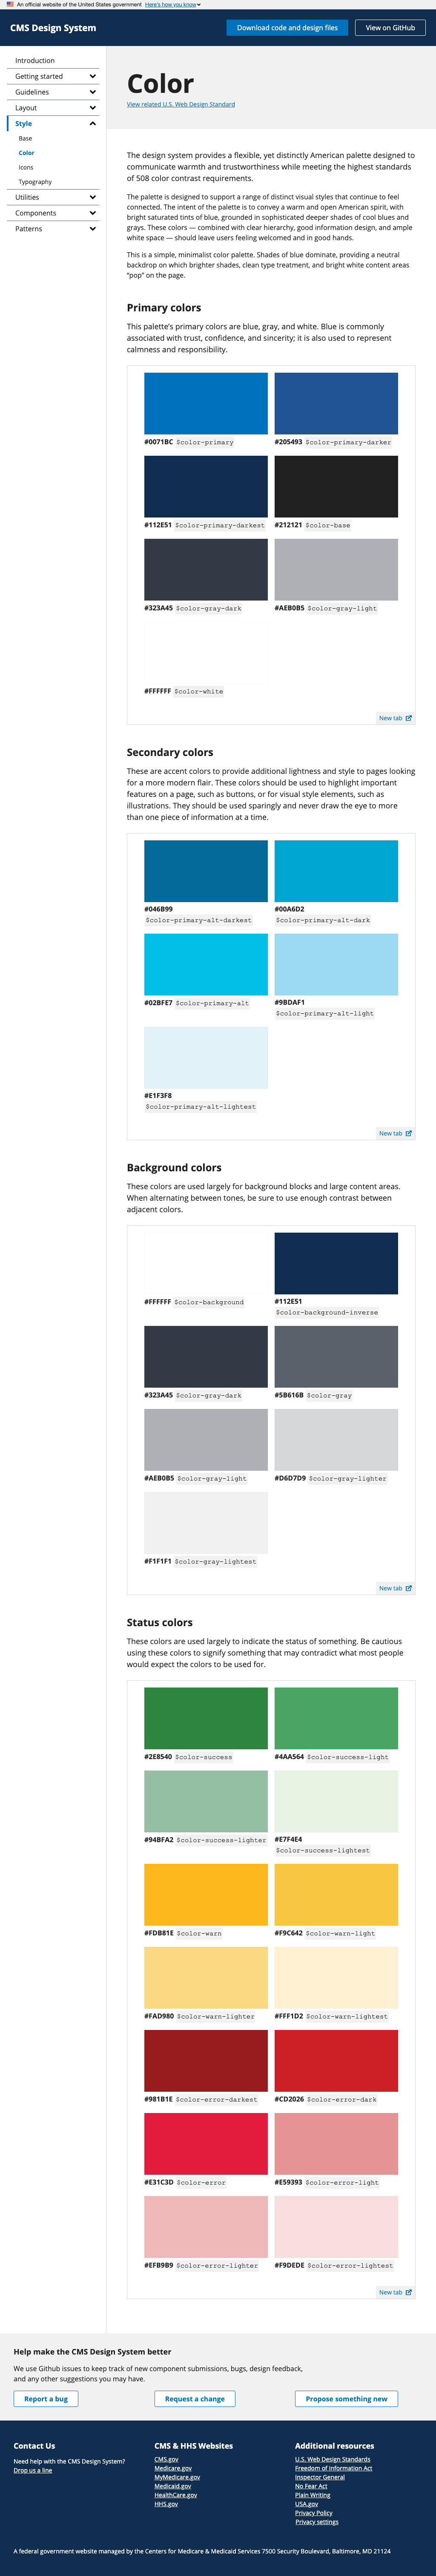 An official website of the United States government Here's how you know
CMS Design System
Download code and design files
View on GitHub
Introduction
Getting started
Guidelines
Layout
Style
Base
Color
Icons
Typography
Utilities
Components
Patterns
Color
View related U.S. Web Design Standard
The design system provides a flexible, yet distinctly American palette designed to
communicate warmth and trustworthiness while meeting the highest standards
of 508 color contrast requirements.
The palette is designed to support a range of distinct visual styles that continue to feel
connected. The intent of the palette is to convey a warm and open American spirit, with
bright saturated tints of blue, grounded in sophisticated deeper shades of cool blues and
grays. These colors — combined with clear hierarchy, good information design, and ample
white space — should leave users feeling welcomed and in good hands.
This is a simple, minimalist color palette. Shades of blue dominate, providing a neutral
backdrop on which brighter shades, clean type treatment, and bright white content areas
“pop” on the page.
Primary colors
This palette’s primary colors are blue, gray, and white. Blue is commonly
associated with trust, confidence, and sincerity; it is also used to represent
calmness and responsibility.
#0071BC $color-primary
#205493 $color-primary-darker
#112E51 $color-primary-darkest
#212121 $color-base
#323A45 $color-gray-dark
#AEB0B5 $color-gray-light
#FFFFFF $color-white
New tab
Secondary colors
These are accent colors to provide additional lightness and style to pages looking
for a more modern flair. These colors should be used to highlight important
features on a page, such as buttons, or for visual style elements, such as
illustrations. They should be used sparingly and never draw the eye to more
than one piece of information at a time.
#046B99
$color-primary-alt-darkest
#00A6D2
$color-primary-alt-dark
#02BFE7 $color-primary-alt
#9BDAF1
$color-primary-alt-light
#E1F3F8
$color-primary-alt-lightest
New tab
Background colors
These colors are used largely for background blocks and large content areas.
When alternating between tones, be sure to use enough contrast between
adjacent colors.
#FFFFFF $color-background
#112E51
$color-background-inverse
#323A45 $color-gray-dark
#5B616B $color-gray
#AEB0B5 $color-gray-light
#D6D7D9 $color-gray-lighter
#F1F1F1 $color-gray-lightest
New tab
Status colors
These colors are used largely to indicate the status of something. Be cautious
using these colors to signify something that may contradict what most people
would expect the colors to be used for.
#2E8540 $color-success
#4AA564 $color-success-light
#94BFA2 $color-success-lighter
#E7F4E4
$color-success-lightest
#FDB81E $color-warn
#F9C642 $color-warn-light
#FAD980 $color-warn-lighter
#FFF1D2 $color-warn-lightest
#981B1E $color-error-darkest
#CD2026 $color-error-dark
#E31C3D $color-error
#E59393 $color-error-light
#EFB9B9 $color-error-lighter
#F9DEDE $color-error-lightest
New tab
Help make the CMS Design System better
We use Github issues to keep track of new component submissions, bugs, design feedback,
and any other suggestions you may have.
Report a bug
Request a change
Propose something new
Contact Us
Need help with the CMS Design System?
Drop us a line
CMS & HHS Websites
CMS.gov
Medicare.gov
MyMedicare.gov
Medicaid.gov
HealthCare.gov
HHS.gov
Additional resources
U.S. Web Design Standards
Freedom of Information Act
Inspector General
No Fear Act
Plain Writing
USA.gov
Privacy Policy
Privacy settings
A federal government website managed by the Centers for Medicare & Medicaid Services 7500 Security Boulevard, Baltimore, MD 21124